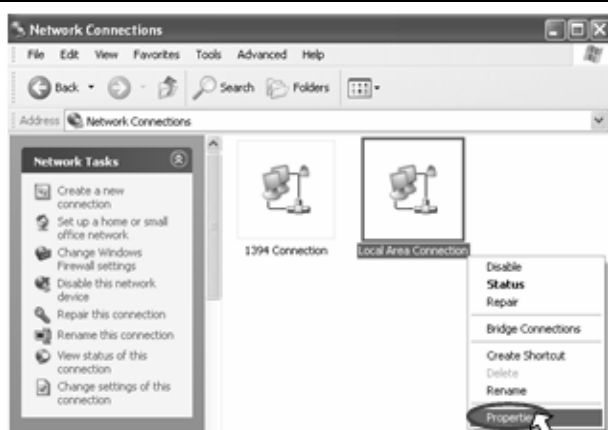 Network Connections
File Edit View Favorites Tools Advanced Help
Back Search Folders
Address Network Connections
Network Tasks
Create a new
connection
Set up a home or small
office network
Change Windows
Firewall settings
Disable this network
device
Repair this connection
Rename this connection
View status of this
connection
Change settings of this
connection
1394 Connection
Local Area Connection
Disable
Status
Repair
Bridge Connections
Create Shortcut
Delete
Rename
Properties